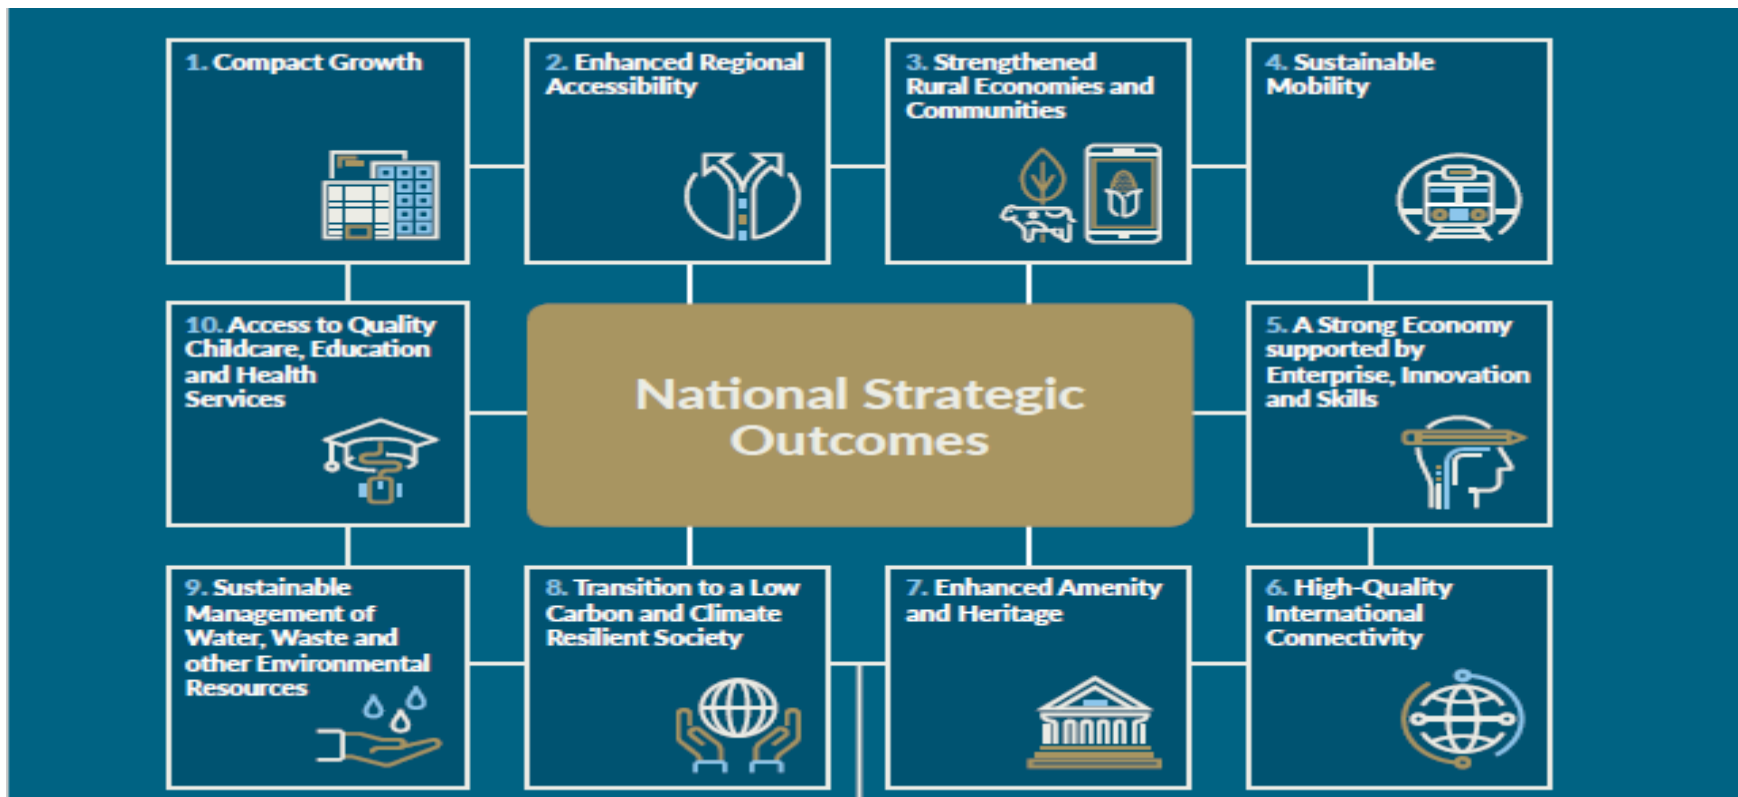 1. Compact Growth
2. Enhanced Regional
Accessibility
3. Strengthened
Rural Economies and
Communities
4. Sustainable
Mobility
10. Access to Quality
Childcare, Education
and Health
Services
National Strategic
Outcomes
5. A Strong Economy
supported by
Enterprise, Innovation
and Skills
9. Sustainable
Management of
Water, Waste and
other Environmental
Resources
8. Transition to a Low
Carbon and Climate
Resilient Society
7. Enhanced Amenity
and Heritage
6. High-Quality
International
Connectivity